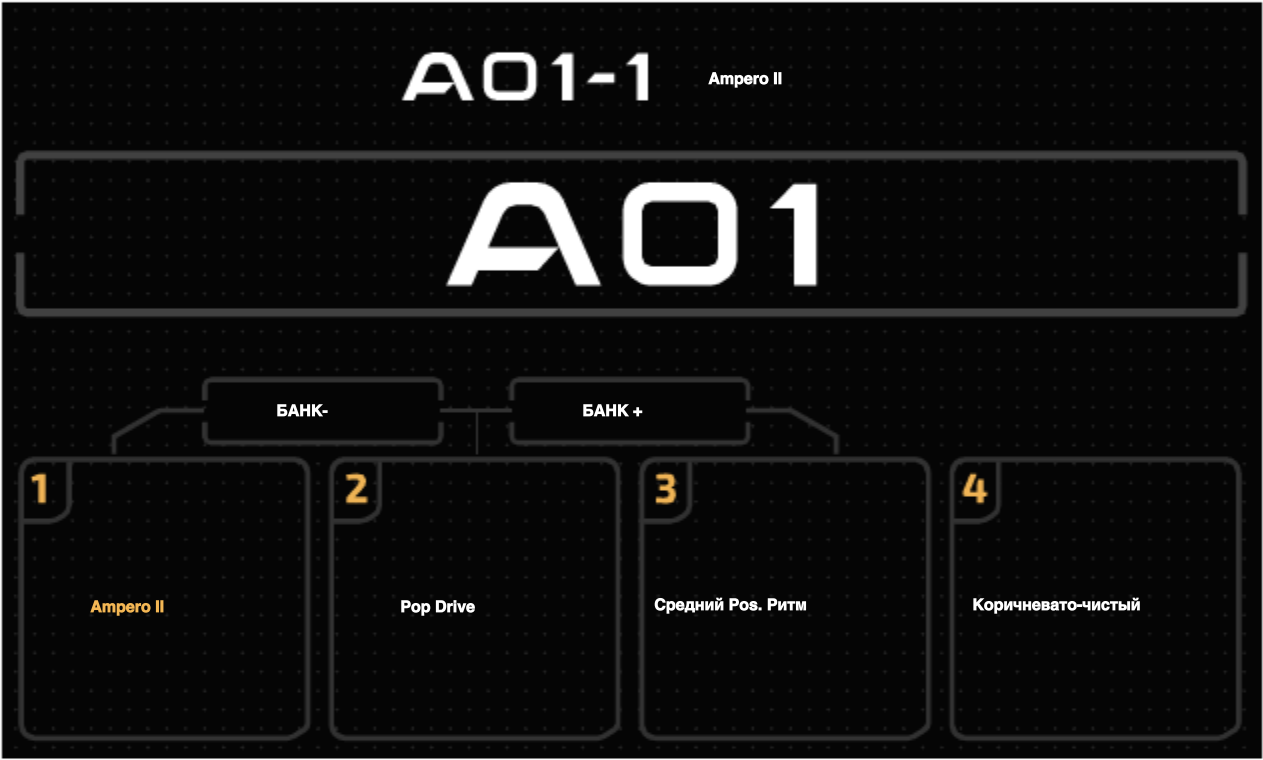 A01-1 Ampero II
A01
БАНК- БАНК +
1 2 3 4
Ampero II Pop Drive Средний Pos. Ритм Коричневато-чистый